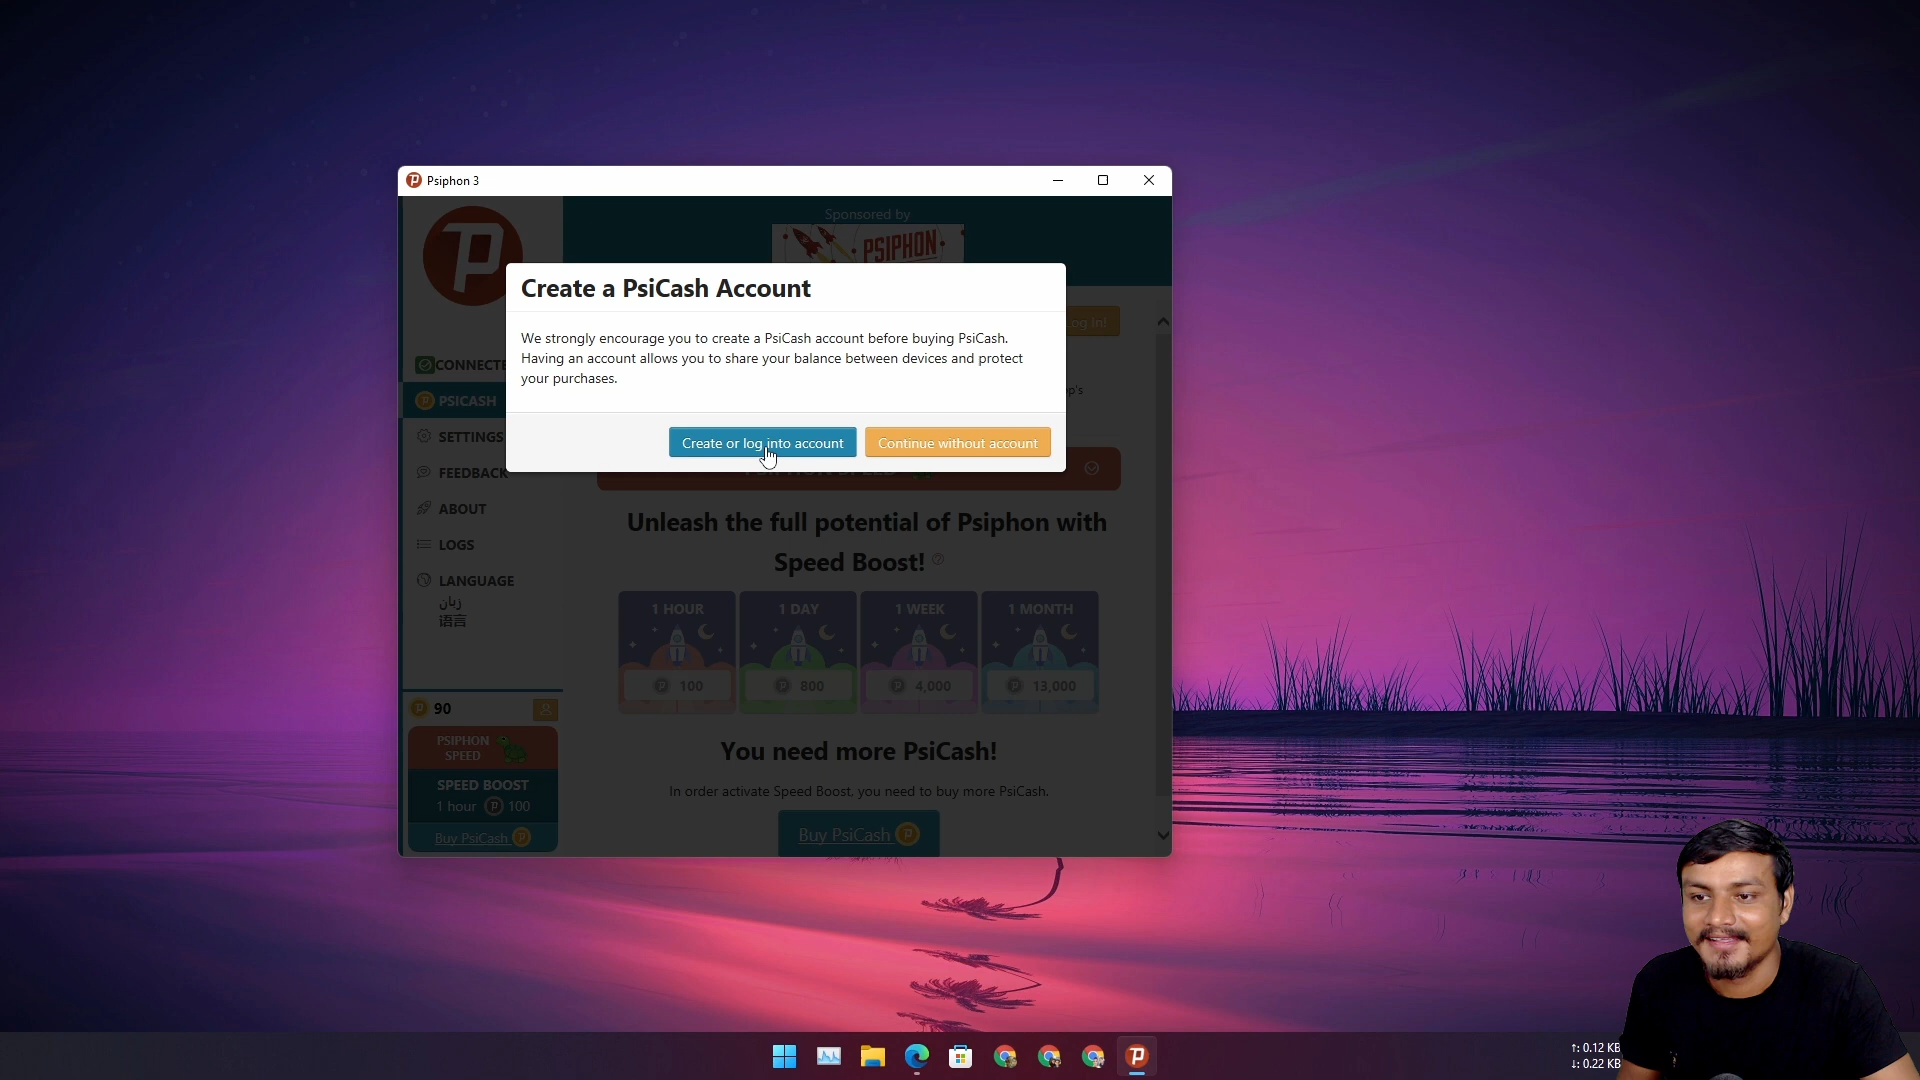 Psiphon 3
Sponsored by
PSIPHON
Create a PsiCash Account
We strongly encourage you to create a PsiCash account before buying PsiCash.
Having an account allows you to share your balance between devices and protect
your purchases.
Create or log into account
Continue without account
Log In!
CONNECTE
PSICASH
SETTINGS
FEEDBACK
ABOUT
LOGS
LANGUAGE
زبان
语言
90
PSIPHON
SPEED
SPEED BOOST
1 hour 100
Buy PsiCash
Unleash the full potential of Psiphon with
Speed Boost!
1 HOUR
1 DAY
1 WEEK
1 MONTH
100
800
4,000
13,000
You need more PsiCash!
In order activate Speed Boost, you need to buy more PsiCash.
Buy PsiCash
↑: 0.12 KB
↓: 0.22 KB